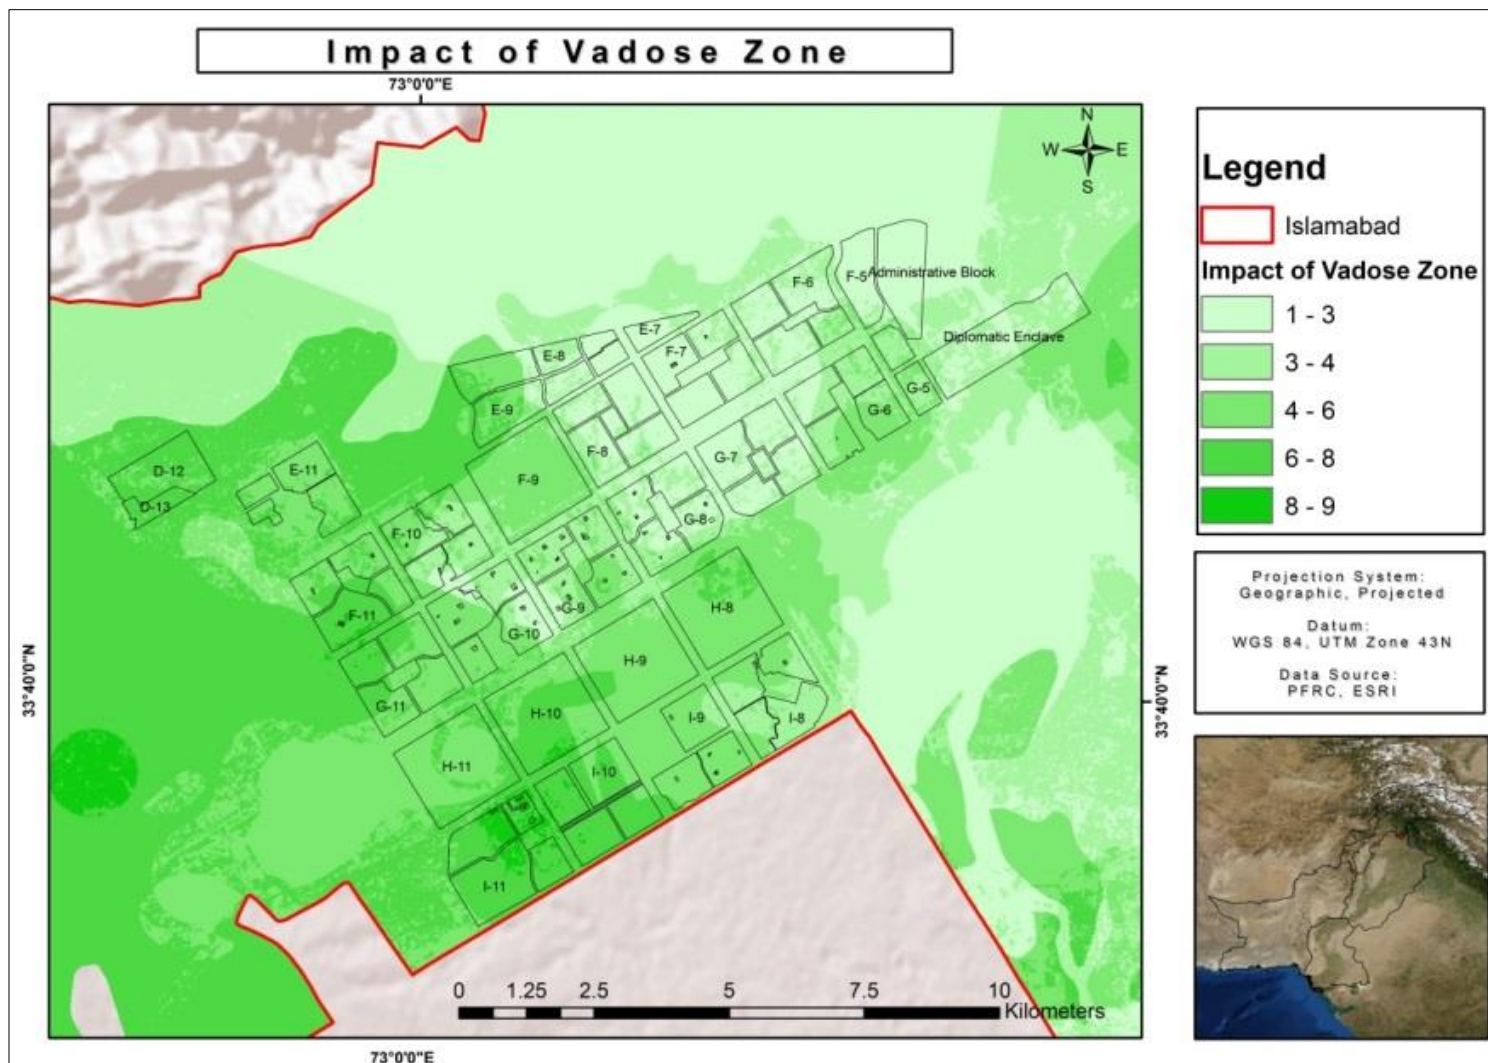 Impact of Vadose Zone
73°0'0"E
N
W E
S
F-6
F-5
Administrative Block
E-7
E-8
F-7
Diplomatic Enclave
G-5
E-9
G-6
F-8
G-7
D-12
E-11
F-9
D-13
G-8
F-10
H-8
F-11
G-9
G-10
H-9
G-11
H-10
I-9
I-8
H-11
I-10
I-11
33°40'0"N
33°40'0"N
0 1.25 2.5 5 7.5 10
Kilometers
73°0'0"E
Legend
Islamabad
Impact of Vadose Zone
1 - 3
3 - 4
4 - 6
6 - 8
8 - 9
Projection System:
Geographic, Projected
Datum:
WGS 84, UTM Zone 43N
Data Source:
PFRC, ESRI